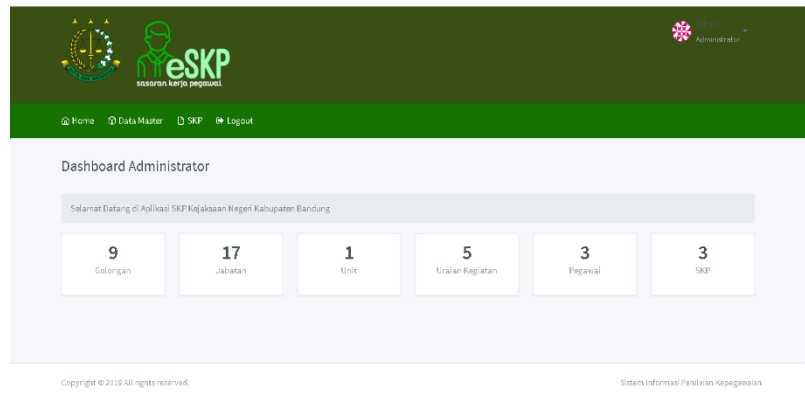 eSKP
sasaran kerja pegawai
Administrator
Home Data Master SKP Logout
Dashboard Administrator
Selamat Datang di Aplikasi SKP Kejaksaan Negeri Kabupaten Bandung
9 17 1 5 3 3
Golongan Jabatan Unit Uraian Kegiatan Pegawai SKP
Copyright © 2019 All rights reserved. Sistem Informasi Penilaian Kepegawaian